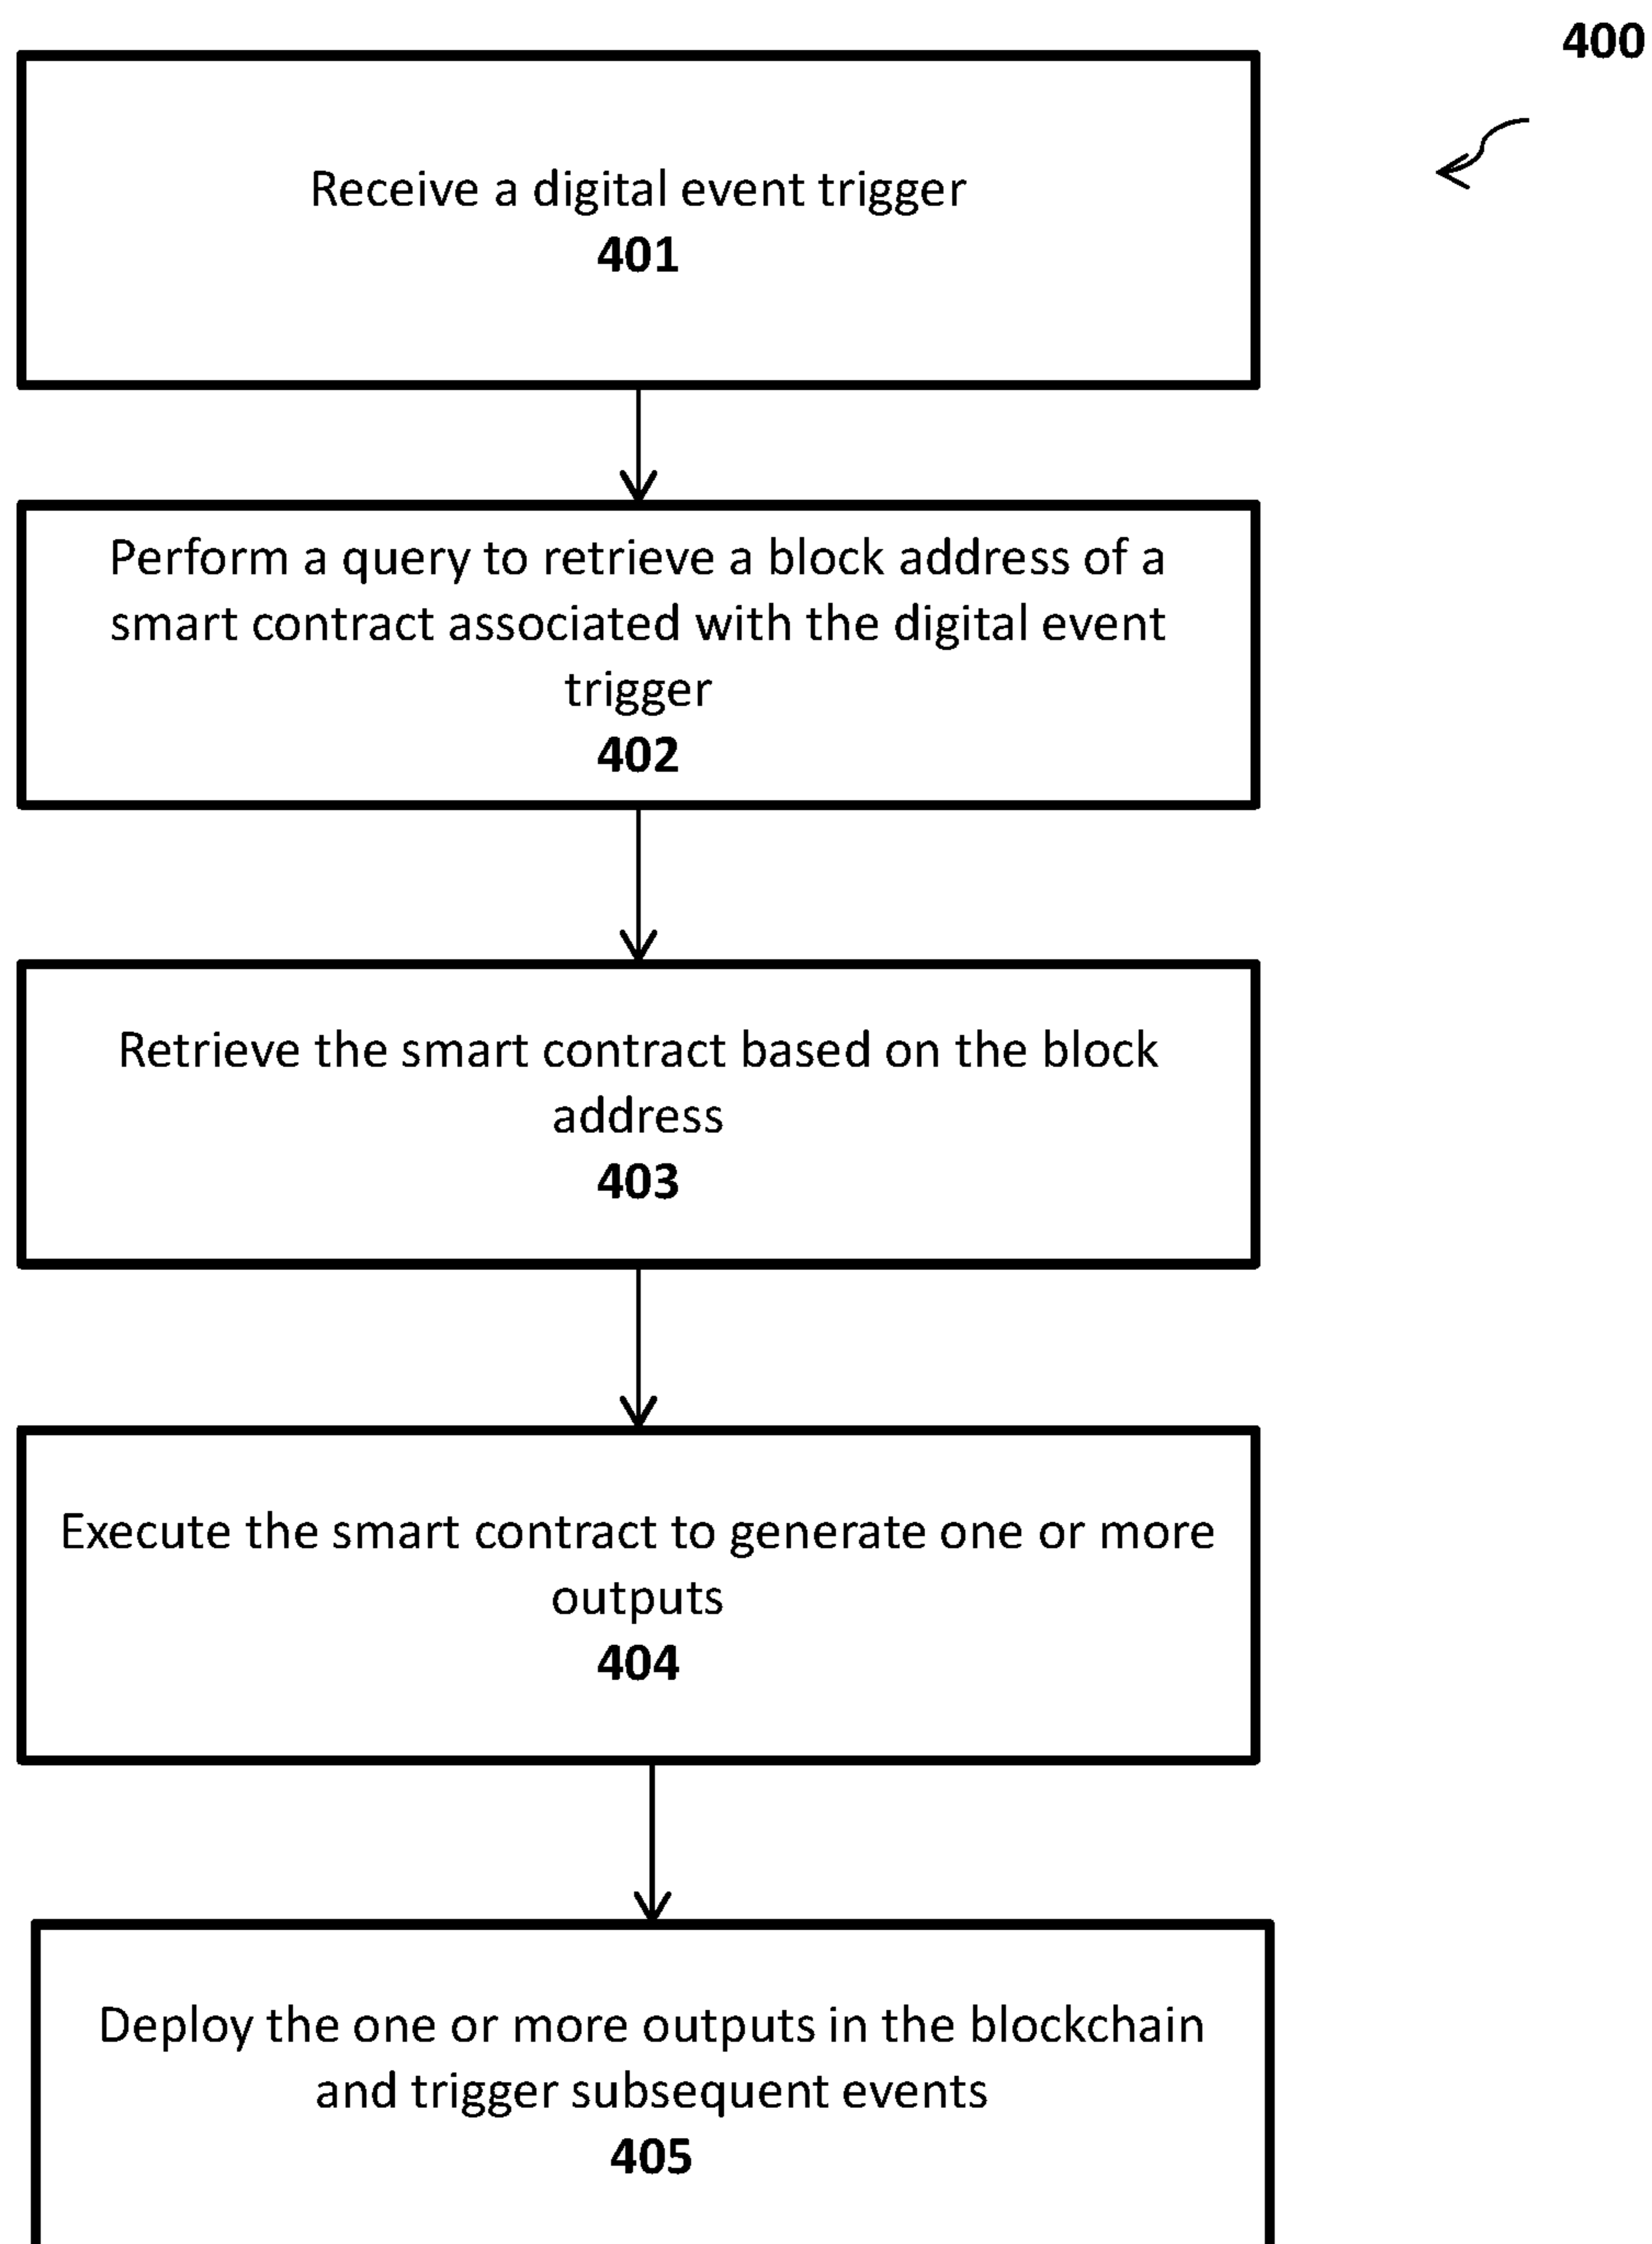 400
Receive a digital event trigger
401
Perform a query to retrieve a block address of a
smart contract associated with the digital event
trigger
402
Retrieve the smart contract based on the block
address
403
Execute the smart contract to generate one or more
outputs
404
Deploy the one or more outputs in the blockchain
and trigger subsequent events
405